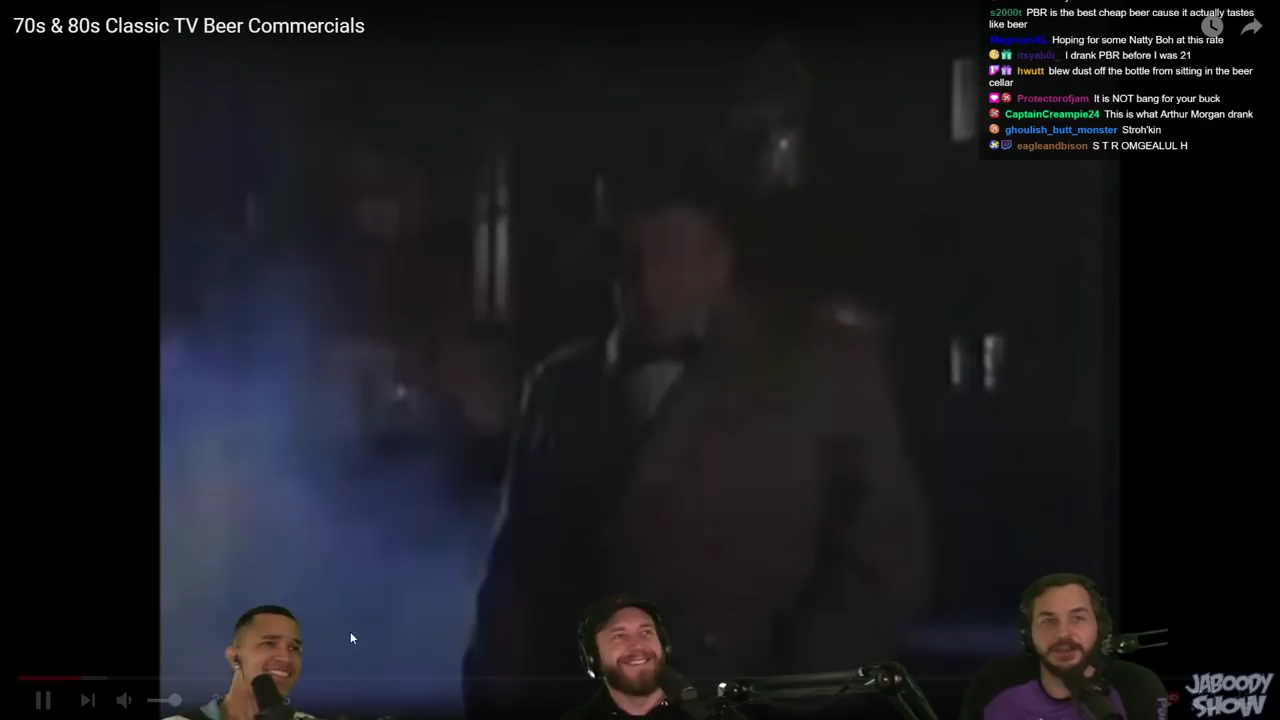 70s & 80s Classic TV Beer Commercials
s2000t PBR is the best cheap beer cause it actually tastes
like beer
MagnumXL Hoping for some Natty Boh at this rate
itsyab0i_ I drank PBR before I was 21
hwutt blew dust off the bottle from sitting in the beer
cellar
Protectorofjam It is NOT bang for your buck
CaptainCreampie24 This is what Arthur Morgan drank
ghoulish_butt_monster Stroh'kin
eagleandbison S T R OMGEALUL H
JABOODY
SHOW